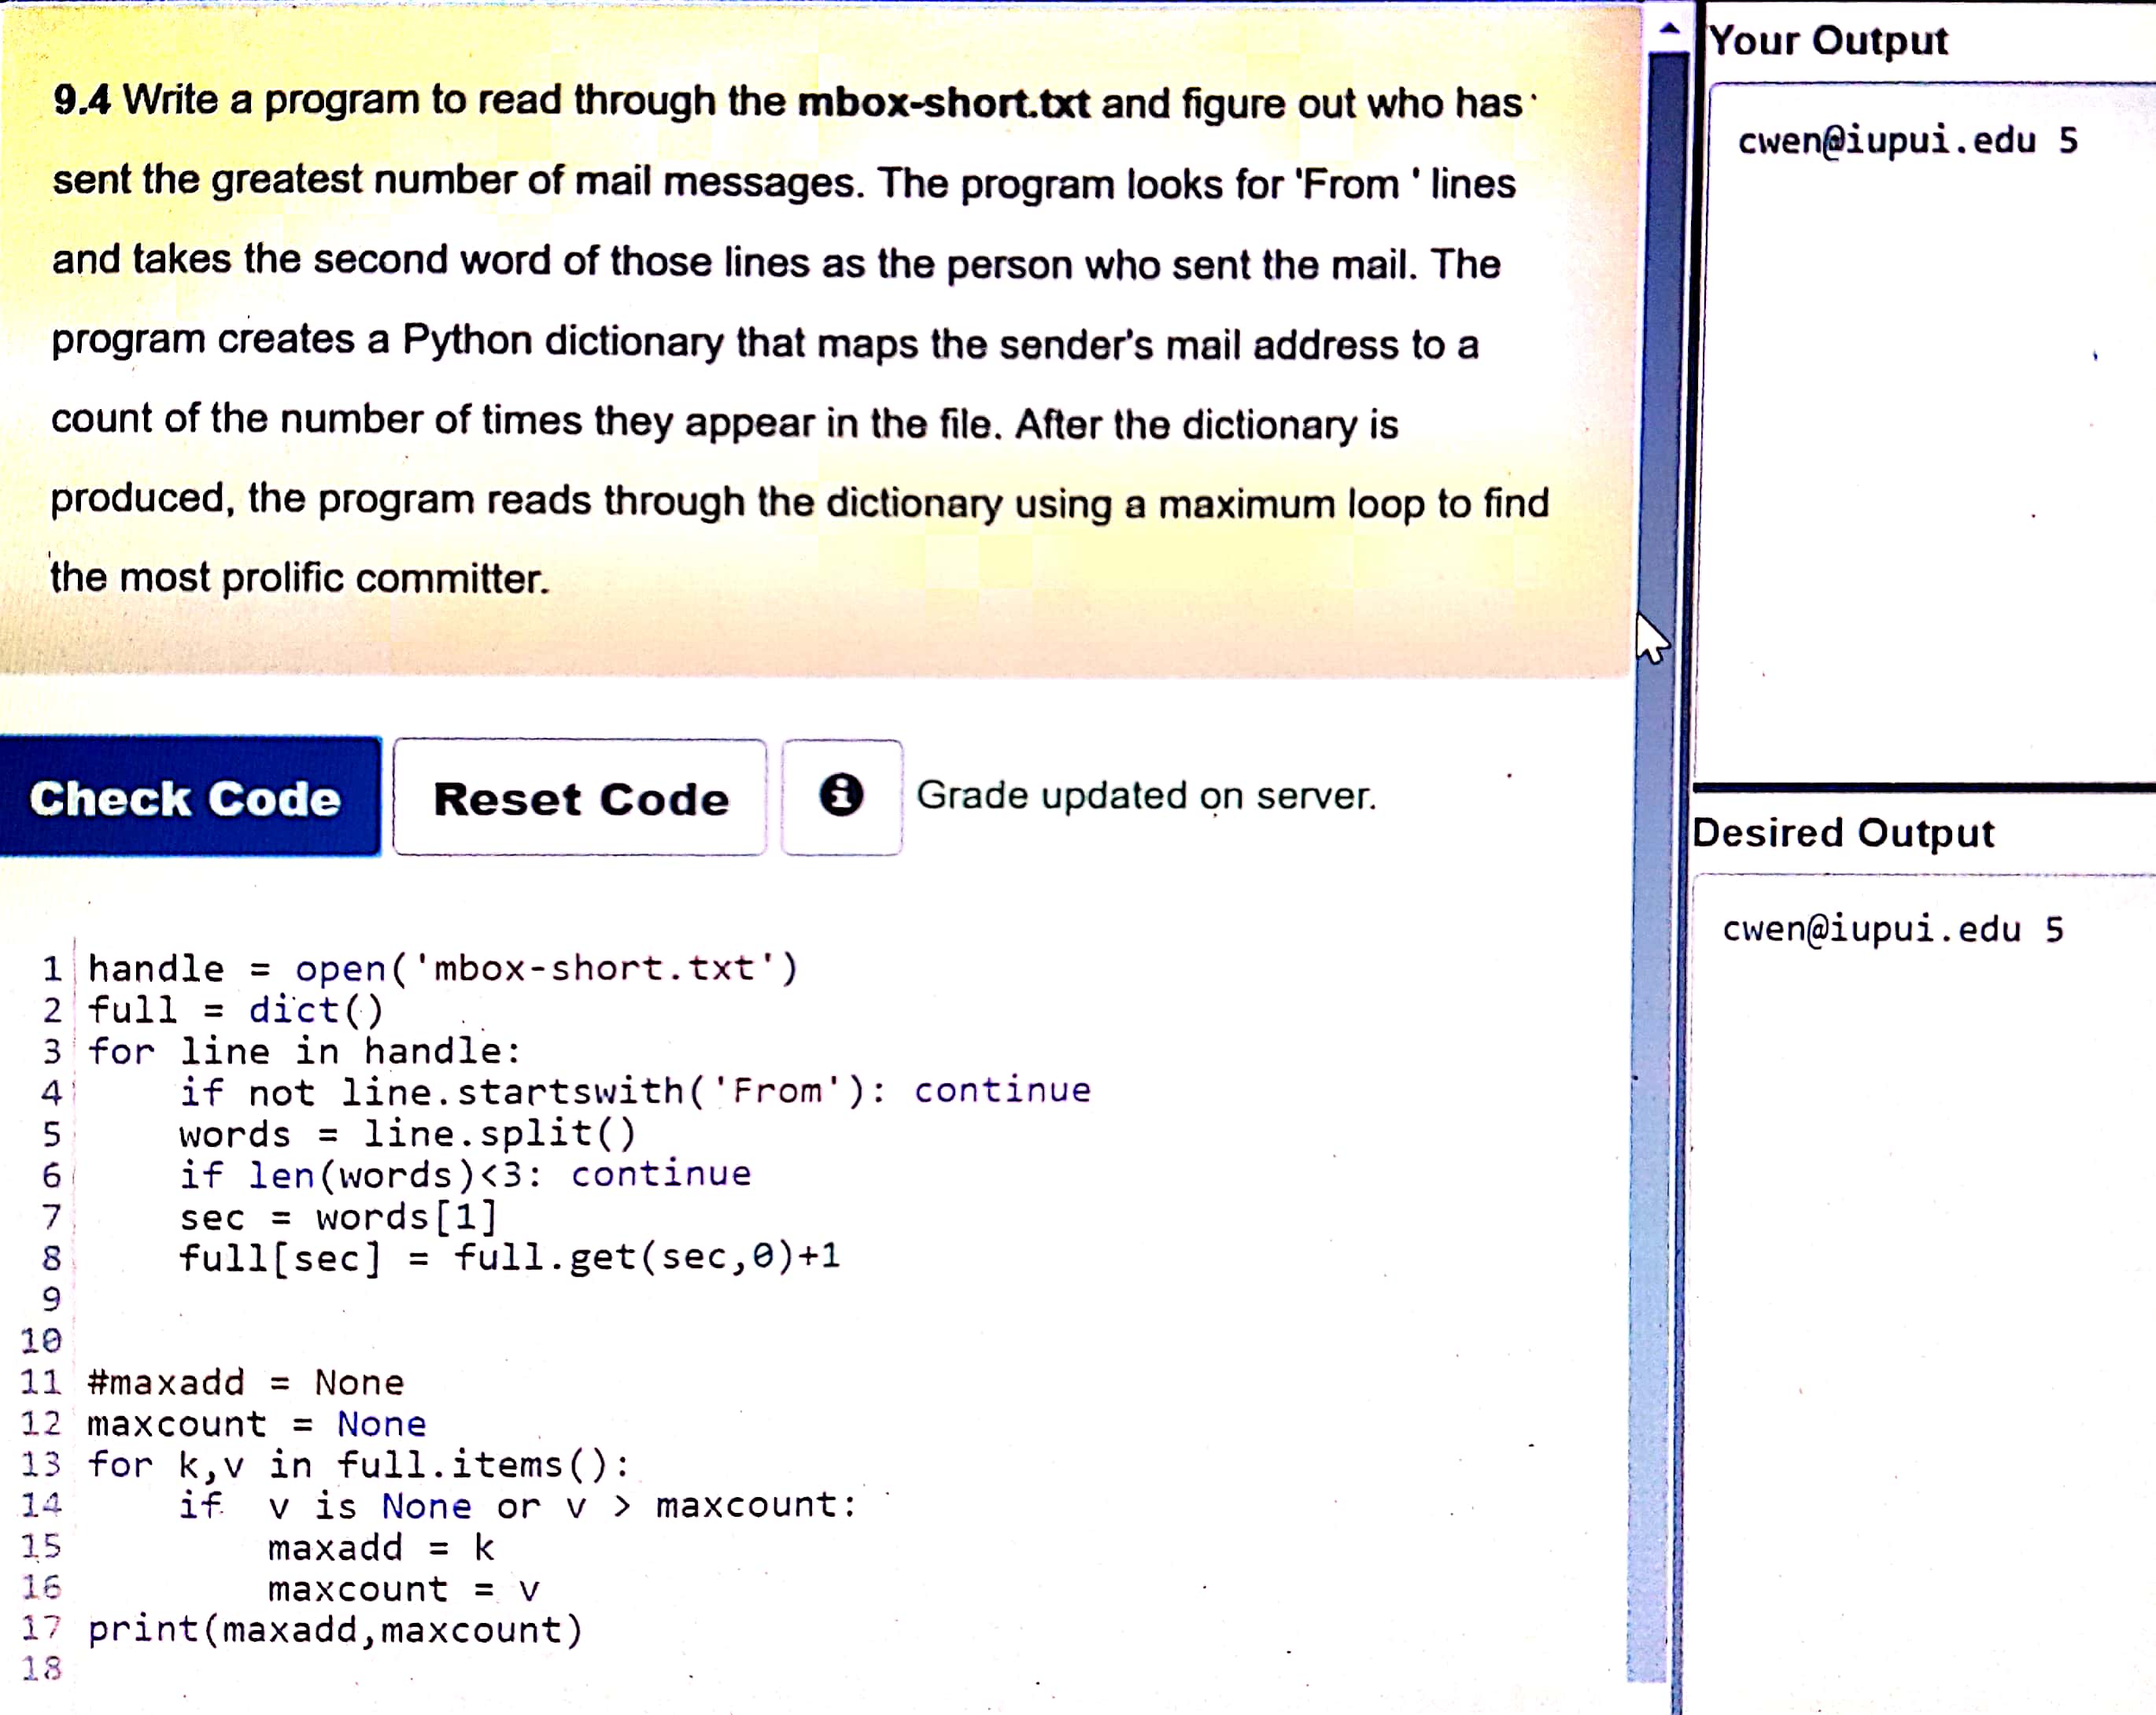 9.4 Write a program to read through the mbox-short.txt and figure out who has
sent the greatest number of mail messages. The program looks for 'From ' lines
and takes the second word of those lines as the person who sent the mail. The
program creates a Python dictionary that maps the sender's mail address to a
count of the number of times they appear in the file. After the dictionary is
produced, the program reads through the dictionary using a maximum loop to find
the most prolific committer.
Check Code Reset Code Grade updated on server.
1 handle = open('mbox-short.txt')
2 full = dict()
3 for line in handle:
4     if not line.startswith('From'): continue
5     words = line.split()
6     if len(words)<3: continue
7     sec = words[1]
8     full[sec] = full.get(sec,0)+1
9
10
11 #maxadd = None
12 maxcount = None
13 for k,v in full.items():
14     if  v is None or v > maxcount:
15         maxadd = k
16         maxcount = v
17 print(maxadd,maxcount)
18
Your Output
cwen@iupui.edu 5
Desired Output
cwen@iupui.edu 5